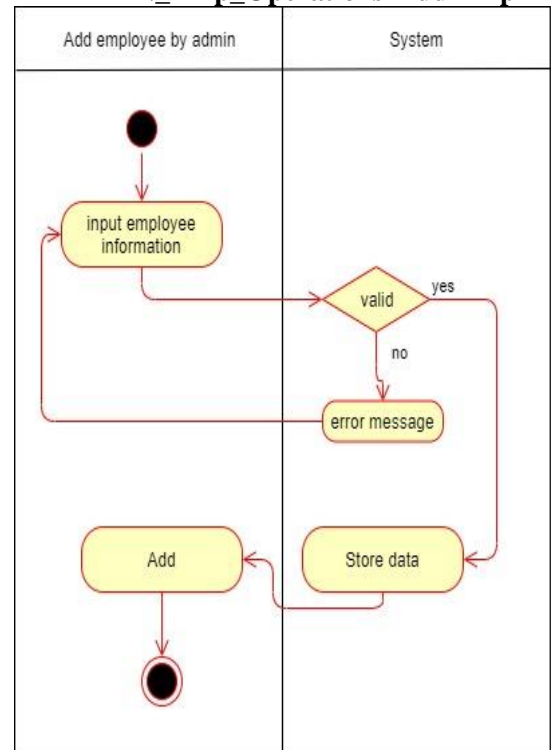 Add employee by admin
System
input employee
information
valid
yes
no
error message
Add
Store data